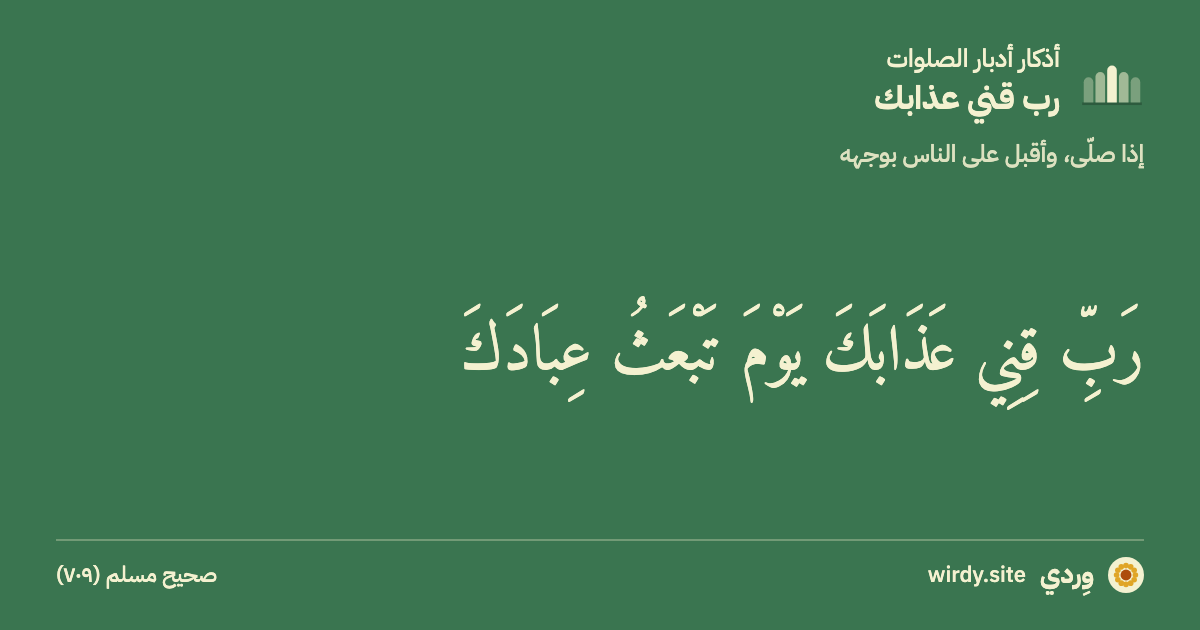 أذكار أدبار الصلوات
رب قني عذابك
إذا صلّى، وأقبل على الناس بوجهه
رَبِّ قِنِي عَذَابَكَ يَوْمَ تَبْعَثُ عِبَادَكَ
وِردي wirdy.site
صحيح مسلم (٧٠٩)